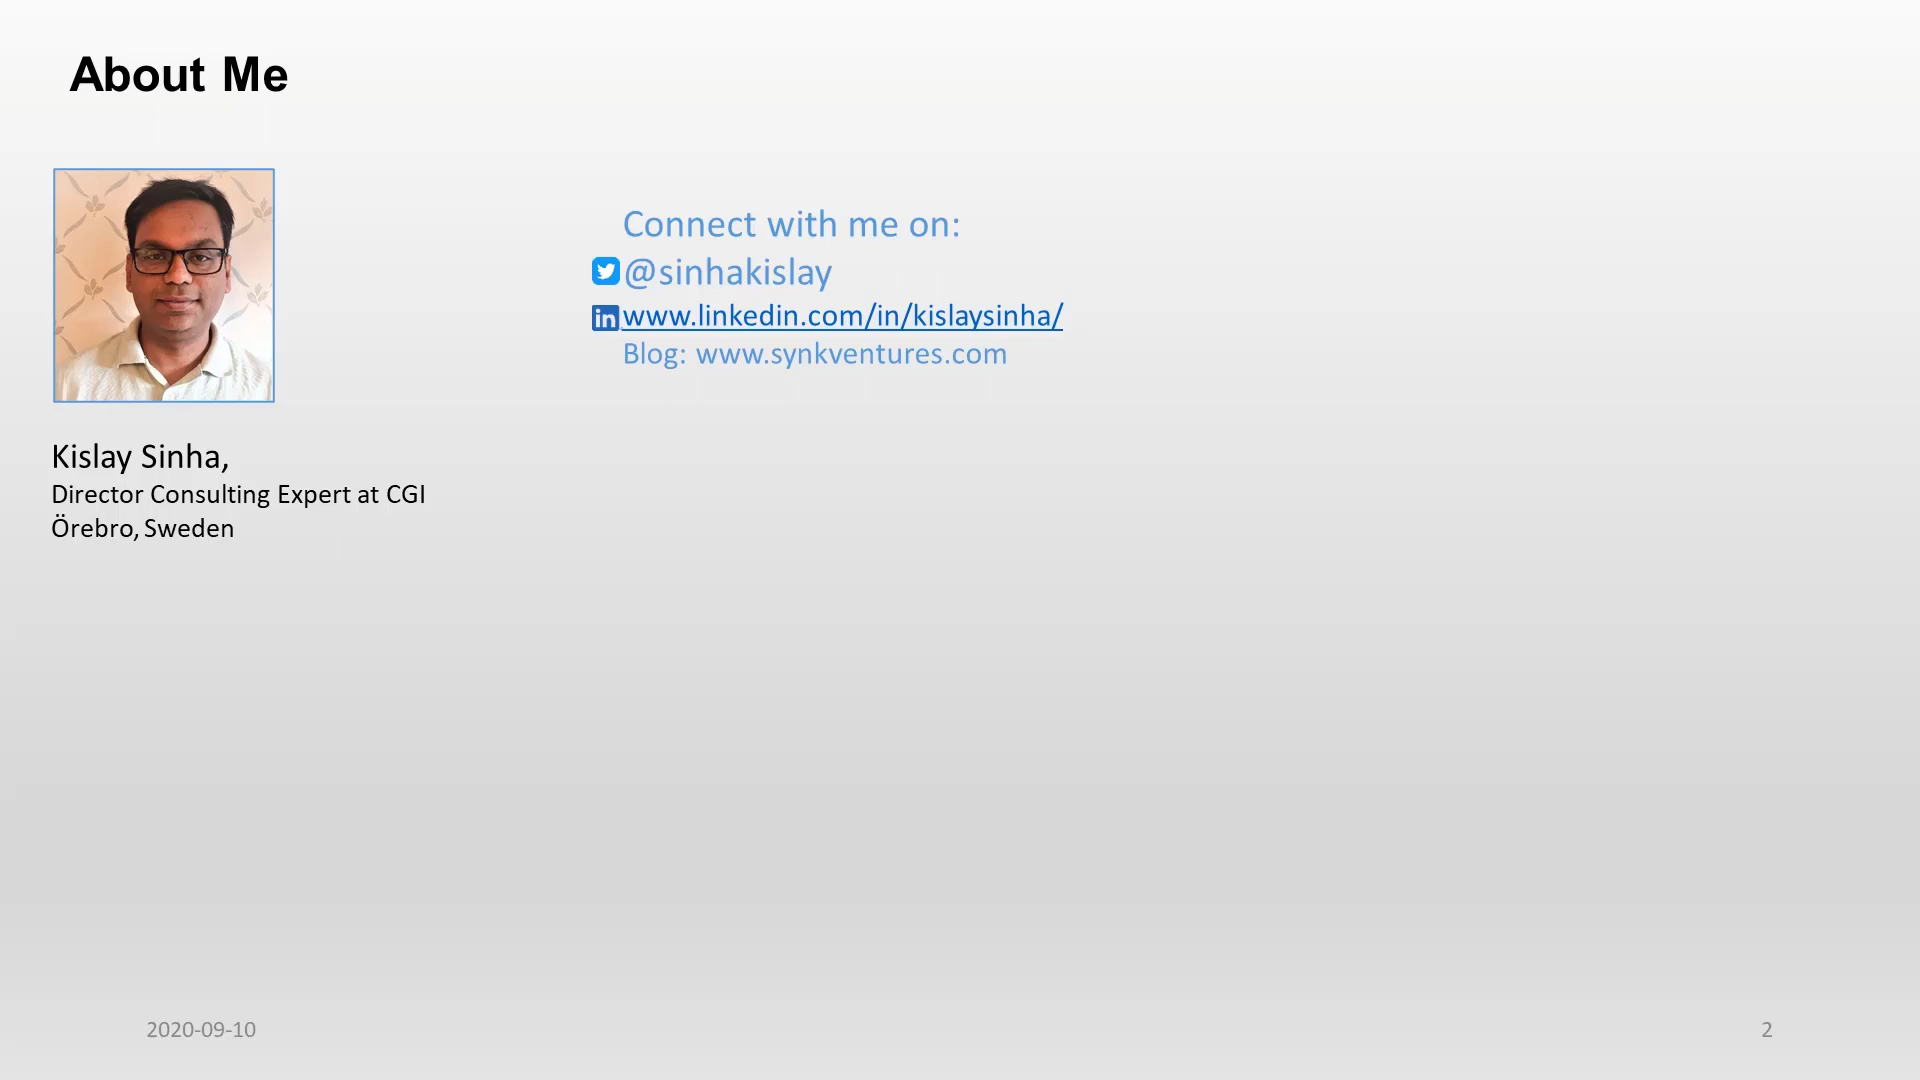 About Me
Connect with me on:
@sinhakislay
www.linkedin.com/in/kislaysinha/
Blog: www.synkventures.com
Kislay Sinha,
Director Consulting Expert at CGI
Örebro, Sweden
2020-09-10
2